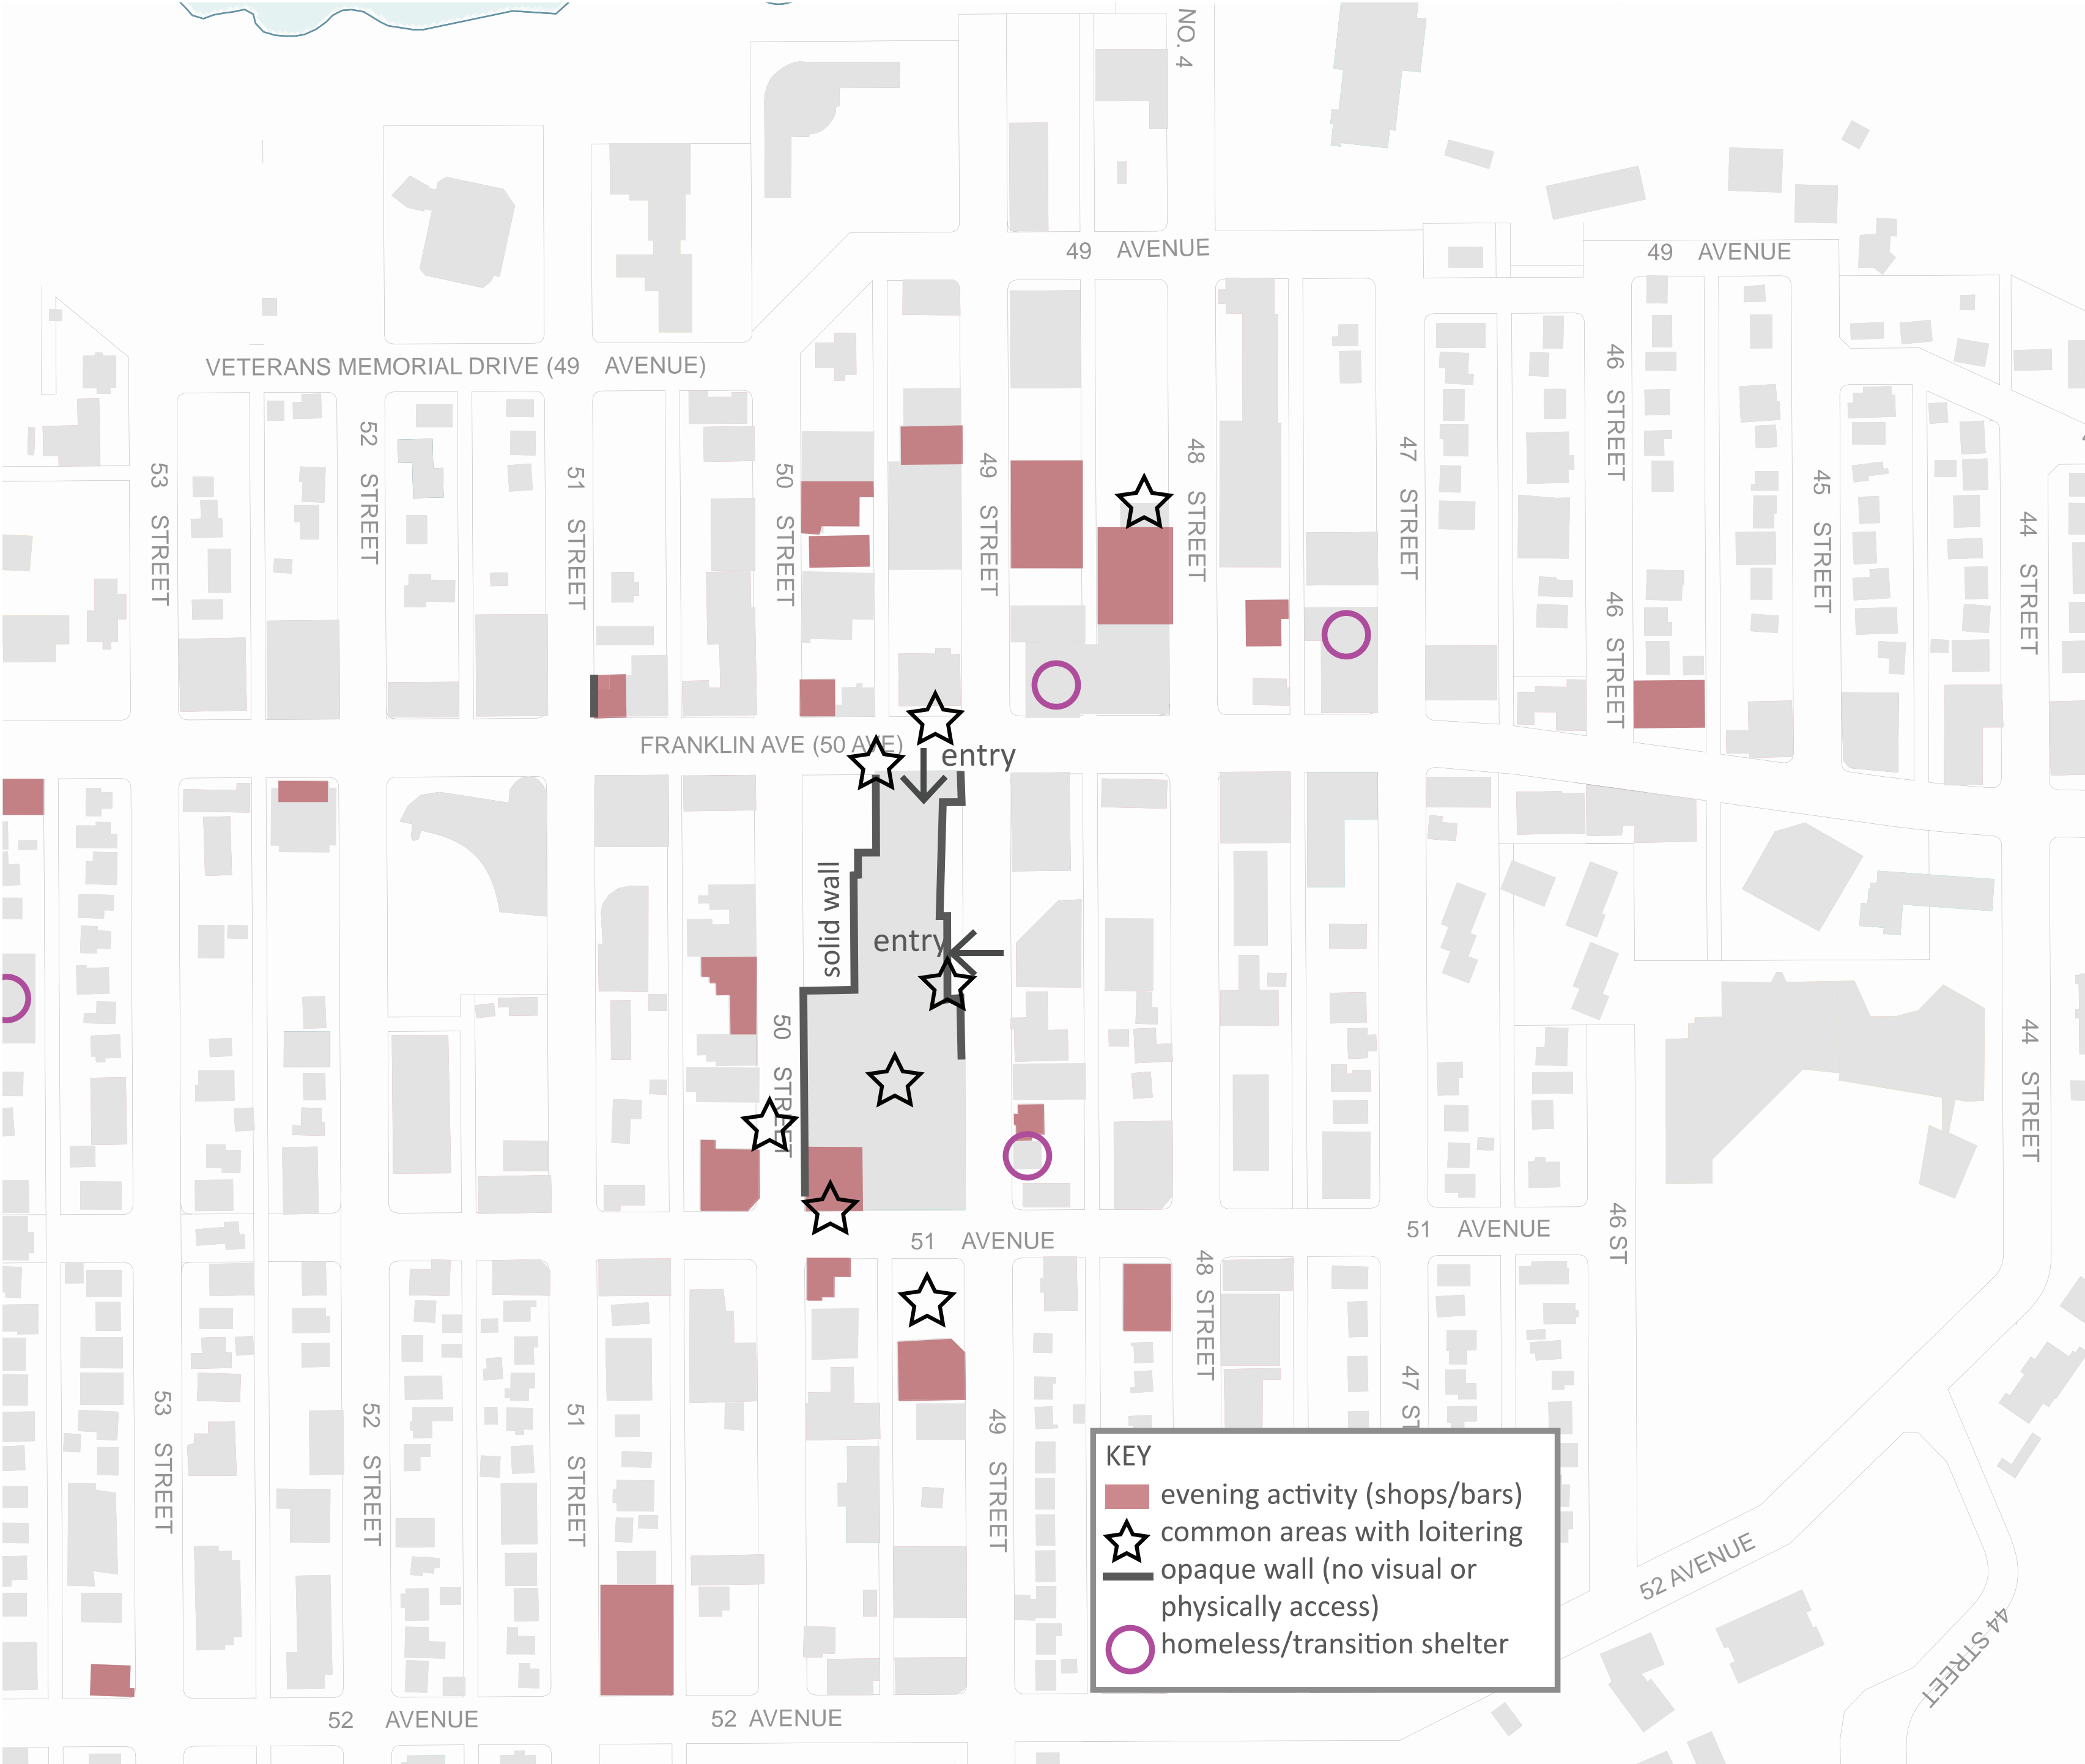 NO. 4
49 AVENUE
49 AVENUE
VETERANS MEMORIAL DRIVE (49 AVENUE)
53 STREET
52 STREET
51 STREET
50 STREET
49 STREET
48 STREET
47 STREET
46 STREET
46 STREET
45 STREET
44 STREET
FRANKLIN AVE (50 AVE)
entry
solid wall
entry
50 STREET
44 STREET
46 ST
51 AVENUE
51 AVENUE
48 STREET
47 ST
53 STREET
52 STREET
51 STREET
49 STREET
KEY
evening activity (shops/bars)
common areas with loitering
opaque wall (no visual or
physically access)
homeless/transition shelter
52 AVENUE
44 STREET
52 AVENUE
52 AVENUE